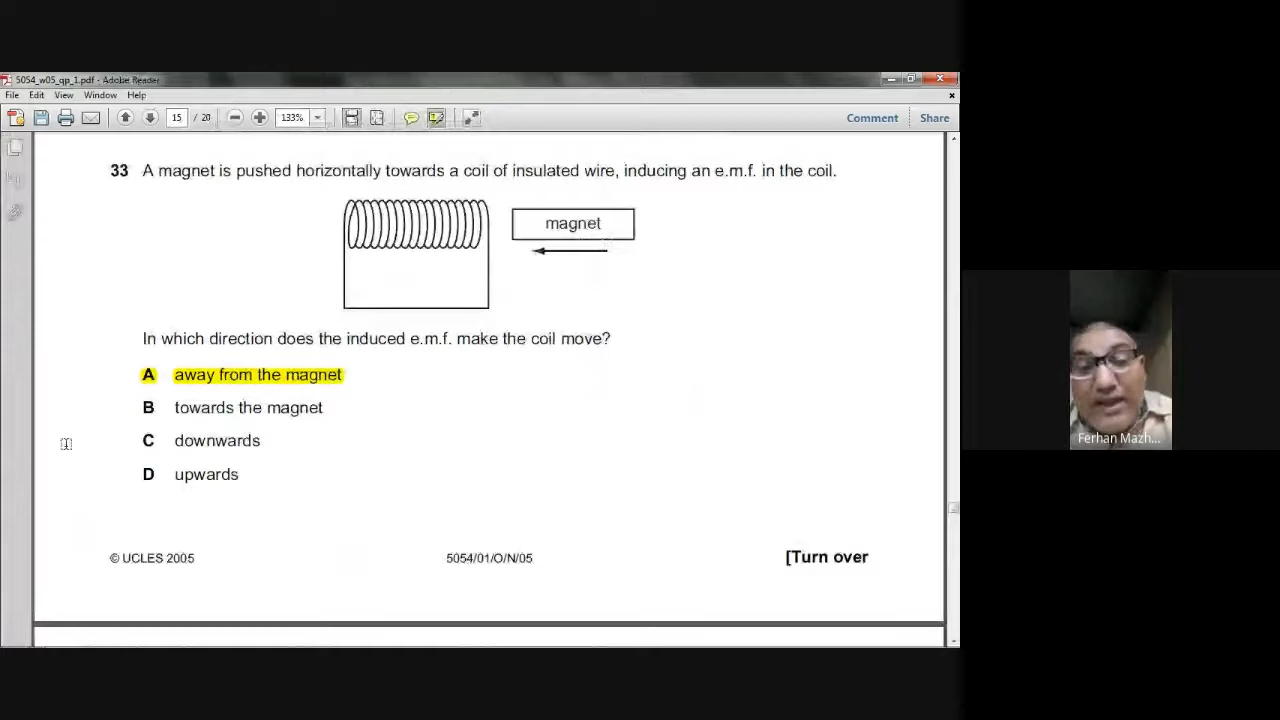 5054_w05_qp_1.pdf - Adobe Reader
File Edit View Window Help
15 / 20 133% Comment Share
33 A magnet is pushed horizontally towards a coil of insulated wire, inducing an e.m.f. in the coil.
magnet
In which direction does the induced e.m.f. make the coil move?
A away from the magnet
B towards the magnet
C downwards
D upwards
© UCLES 2005 5054/01/O/N/05 [Turn over
Ferhan Mazh...